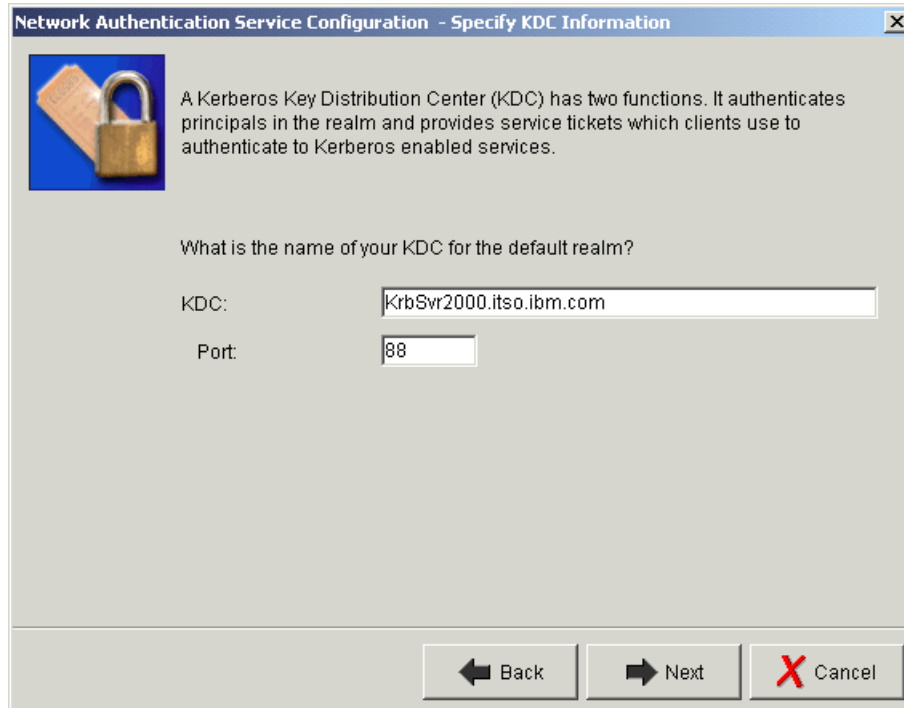 Network Authentication Service Configuration - Specify KDC Information
A Kerberos Key Distribution Center (KDC) has two functions. It authenticates
principals in the realm and provides service tickets which clients use to
authenticate to Kerberos enabled services.
What is the name of your KDC for the default realm?
KDC: KrbSvr2000.itso.ibm.com
Port: 88
Back Next Cancel